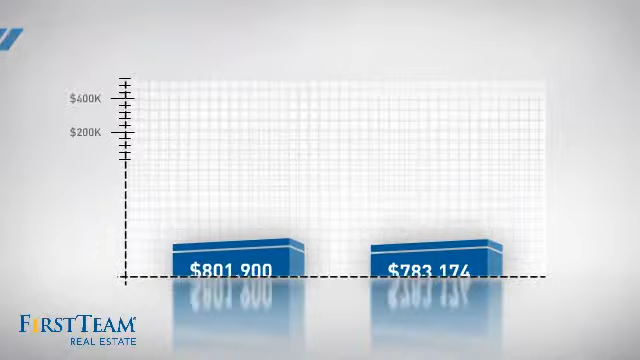 $400K
$200K
$801,900
$783,174
FIRSTTEAM®
REAL ESTATE